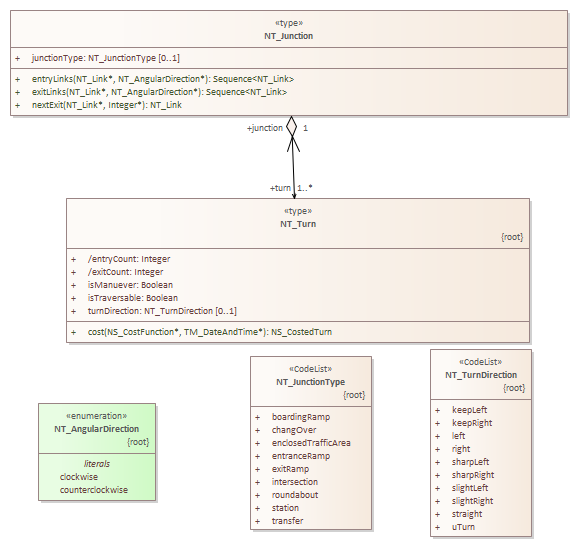 «type»
NT_Junction
+ junctionType: NT_JunctionType [0..1]
+ entryLinks(NT_Link*, NT_AngularDirection*): Sequence<NT_Link>
+ exitLinks(NT_Link*, NT_AngularDirection*): Sequence<NT_Link>
+ nextExit(NT_Link*, Integer*): NT_Link
+junction 1
+turn 1..*
«type»
NT_Turn
{root}
+ /entryCount: Integer
+ /exitCount: Integer
+ isManuever: Boolean
+ isTraversable: Boolean
+ turnDirection: NT_TurnDirection [0..1]
+ cost(NS_CostFunction*, TM_DateAndTime*): NS_CostedTurn
«enumeration»
NT_AngularDirection
{root}
literals
clockwise
counterclockwise
«CodeList»
NT_JunctionType
{root}
+ boardingRamp
+ changOver
+ enclosedTrafficArea
+ entranceRamp
+ exitRamp
+ intersection
+ roundabout
+ station
+ transfer
«CodeList»
NT_TurnDirection
{root}
+ keepLeft
+ keepRight
+ left
+ right
+ sharpLeft
+ sharpRight
+ slightLeft
+ slightRight
+ straight
+ uTurn